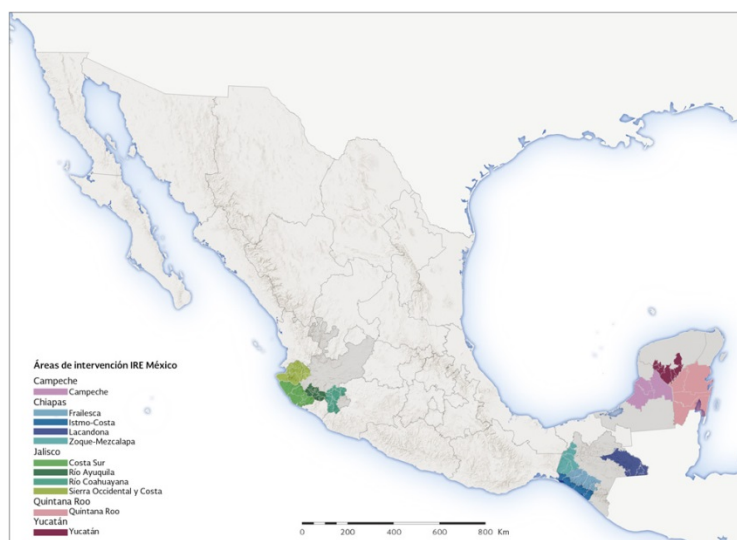 Áreas de intervención IRE México
Campeche
Campeche
Chiapas
Frailesca
Istmo-Costa
Lacandona
Zoque-Mezcalapa
Jalisco
Costa Sur
Río Ayuquila
Río Coahuayana
Sierra Occidental y Costa
Quintana Roo
Quintana Roo
Yucatán
Yucatán
0 200 400 600 800 Km